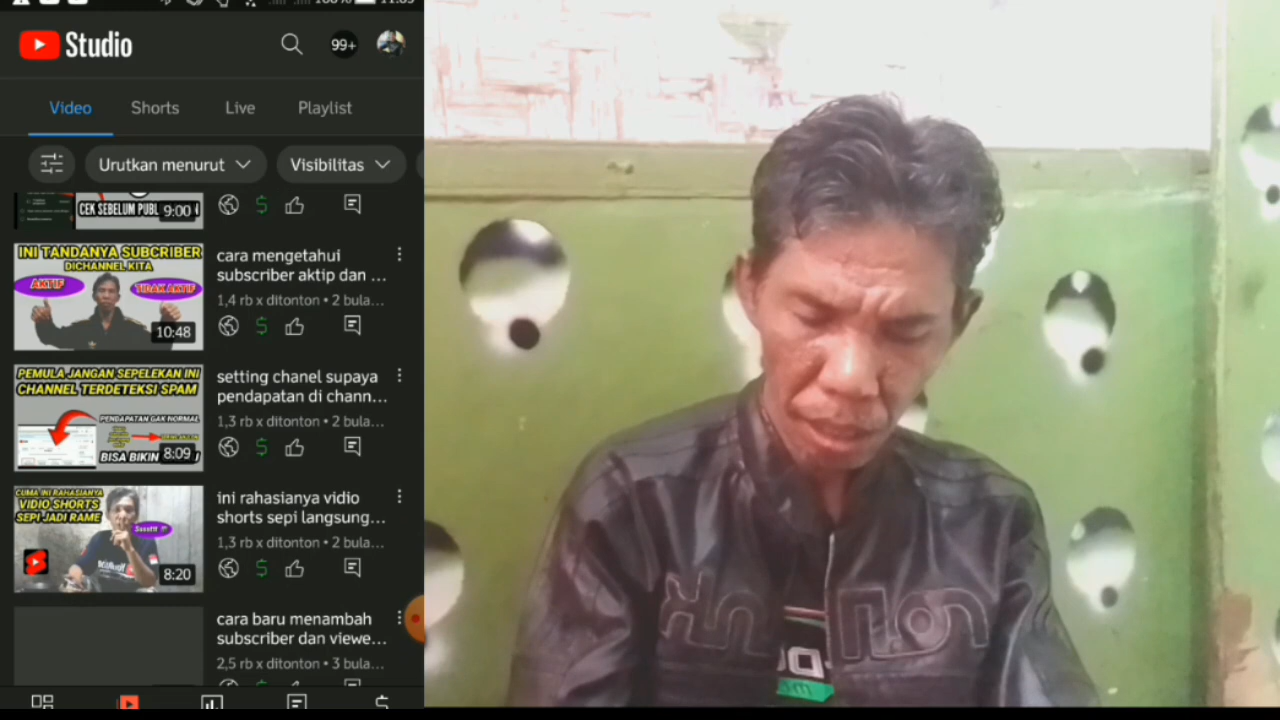 Studio
99+
Video
Shorts
Live
Playlist
Urutkan menurut
Visibilitas
CEK SEBELUM PUBL
9:00
INI TANDANYA SUBCRIBER
DICHANNEL KITA
AKTIF
TIDAK AKTIF
10:48
cara mengetahui
subscriber aktip dan ...
1,4 rb x ditonton • 2 bula...
PEMULA JANGAN SEPELEKAN INI
CHANNEL TERDETEKSI SPAM
PENDAPATAN GAK NORMAL
BISA BIKIN
8:09
setting chanel supaya
pendapatan di chann...
1,3 rb x ditonton • 2 bula...
CUMA INI RAHASIANYA
VIDIO SHORTS
SEPI JADI RAME
8:20
ini rahasianya vidio
shorts sepi langsung...
1,3 rb x ditonton • 2 bula...
cara baru menambah
subscriber dan viewe...
2,5 rb x ditonton • 3 bula...